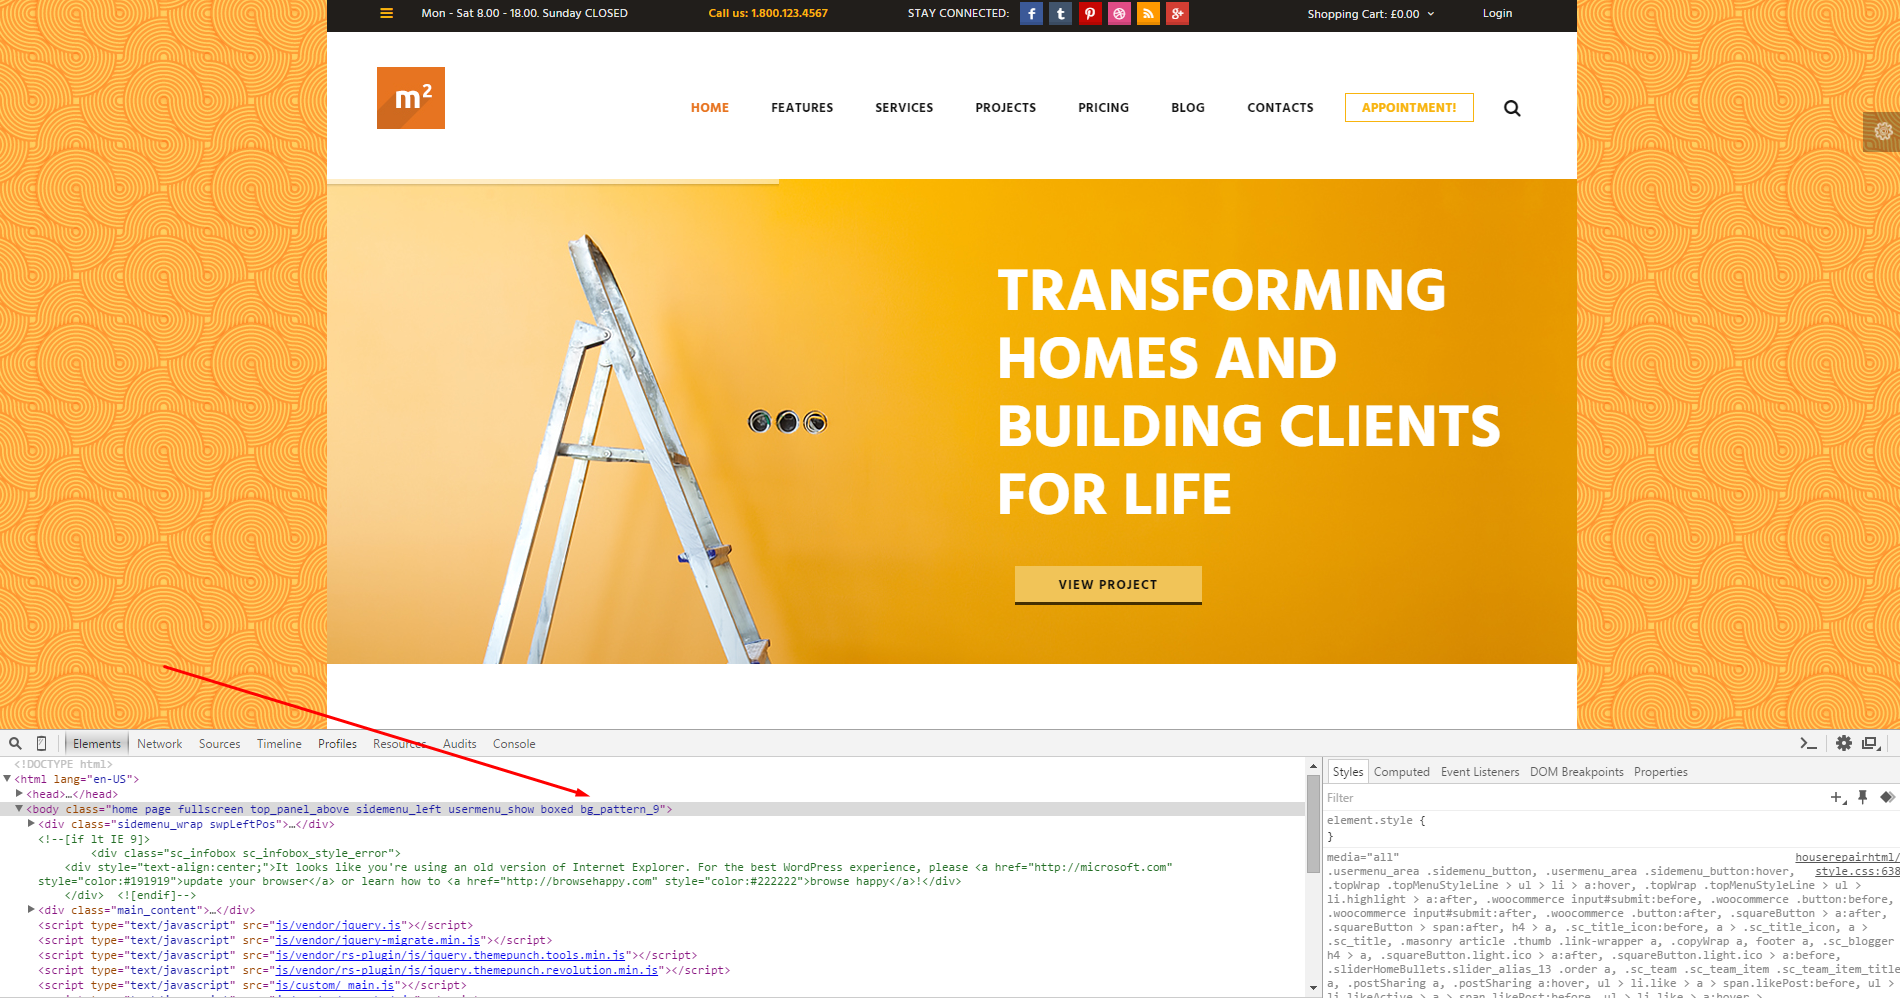 Mon - Sat 8.00 - 18.00. Sunday CLOSED
Call us: 1.800.123.4567
STAY CONNECTED:
Shopping Cart: £0.00
Login
m²
HOME
FEATURES
SERVICES
PROJECTS
PRICING
BLOG
CONTACTS
APPOINTMENT!
TRANSFORMING
HOMES AND
BUILDING CLIENTS
FOR LIFE
VIEW PROJECT
Elements Network Sources Timeline Profiles Resources Audits Console
<!DOCTYPE html>
<html lang="en-US">
<head>…</head>
<body class="home page fullscreen top_panel_above sidemenu_left usermenu_show boxed bg_pattern_9">
<div class="sidemenu_wrap swpLeftPos">…</div>
<!--[if lt IE 9]>
<div class="sc_infobox sc_infobox_style_error">
<div style="text-align:center;">It looks like you're using an old version of Internet Explorer. For the best WordPress experience, please <a href="http://microsoft.com"
style="color:#191919">update your browser</a> or learn how to <a href="http://browsehappy.com" style="color:#222222">browse happy</a>!</div>
</div> <![endif]-->
<div class="main_content">…</div>
<script type="text/javascript" src="js/vendor/jquery.js"></script>
<script type="text/javascript" src="js/vendor/jquery-migrate.min.js"></script>
<script type="text/javascript" src="js/vendor/rs-plugin/js/jquery.themepunch.tools.min.js"></script>
<script type="text/javascript" src="js/vendor/rs-plugin/js/jquery.themepunch.revolution.min.js"></script>
<script type="text/javascript" src="js/custom/_main.js"></script>
Styles Computed Event Listeners DOM Breakpoints Properties
Filter
element.style {
}
media="all" houserepairhtml/
.usermenu_area .sidemenu_button, .usermenu_area .sidemenu_button:hover, style.css:638
.topWrap .topMenuStyleLine > ul > li > a:hover, .topWrap .topMenuStyleLine > ul >
li.highlight > a:after, .woocommerce input#submit:before, .woocommerce .button:before,
.woocommerce input#submit:after, .woocommerce .button:after, .squareButton > a:after,
.squareButton > span:after, h4 > a, .sc_title_icon:before, a > .sc_title_icon, a >
.sc_title, .masonry article .thumb .link-wrapper a, .copyWrap a, footer a, .sc_blogger
h4 > a, .squareButton.light.ico > a:after, .squareButton.light.ico > a:before,
.sliderHomeBullets.slider_alias_13 .order a, .sc_team .sc_team_item .sc_team_item_title
a, .postSharing a, .postSharing a:hover, ul > li.like > a > span.likePost:before, ul >
li.likeActive > a > span.likePost:before, ul > li.like > a:hover >